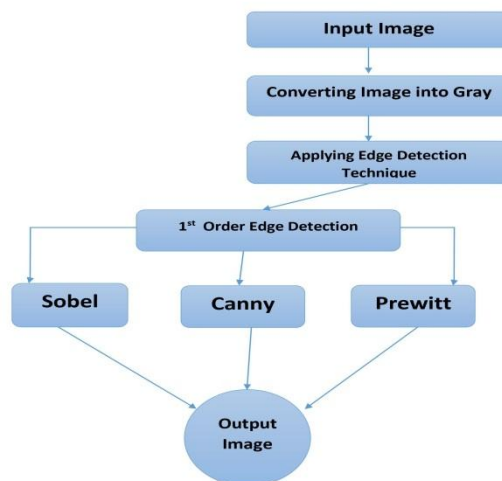 Input Image
Converting Image into Gray
Applying Edge Detection
Technique
1st Order Edge Detection
Sobel
Canny
Prewitt
Output
Image